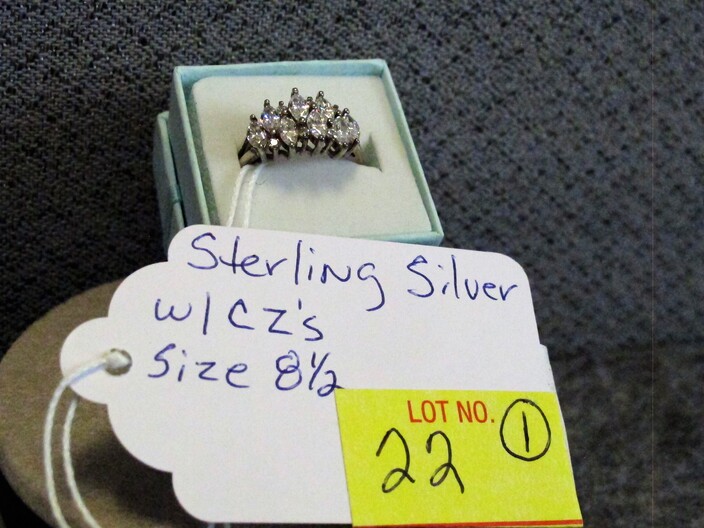 Sterling Silver
w/ CZ's
Size 8½
LOT NO.
22 1